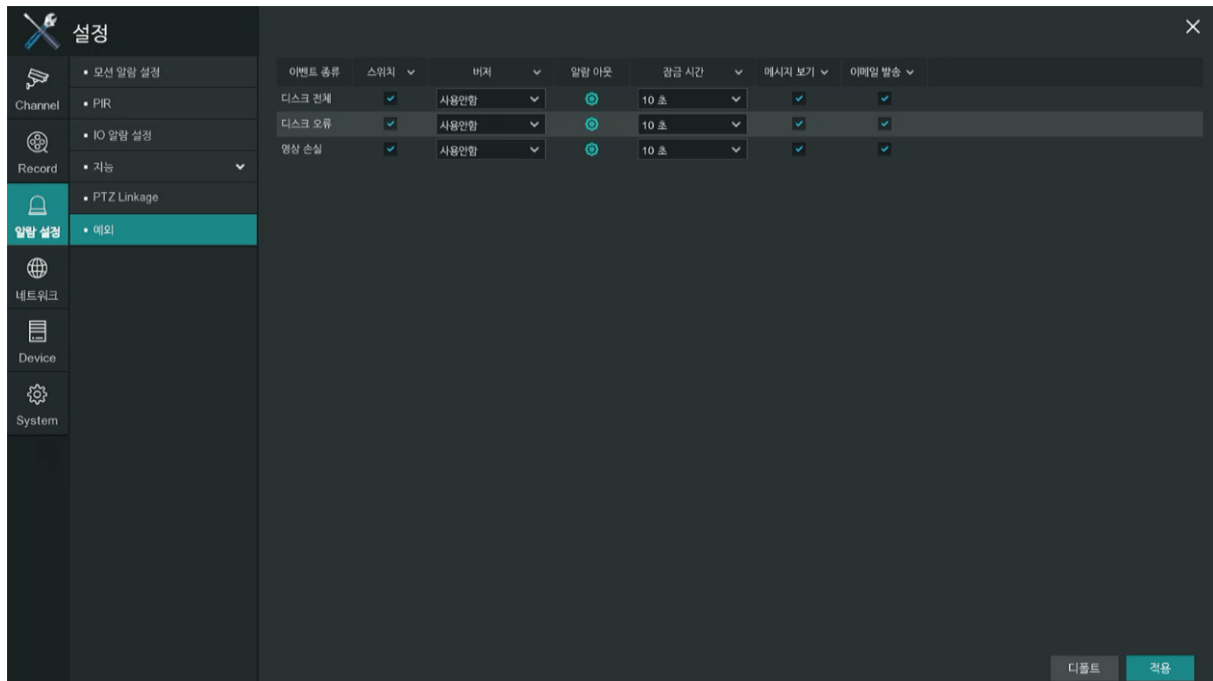 설정
Channel
Record
알람 설정
네트워크
Device
System
• 모션 알람 설정
• PIR
• IO 알람 설정
• 지능
• PTZ Linkage
• 예외
이벤트 종류 스위치 버저 알람 아웃 잠금 시간 메시지 보기 이메일 발송
디스크 전체 사용안함 10 초
디스크 오류 사용안함 10 초
영상 손실 사용안함 10 초
디폴트 적용